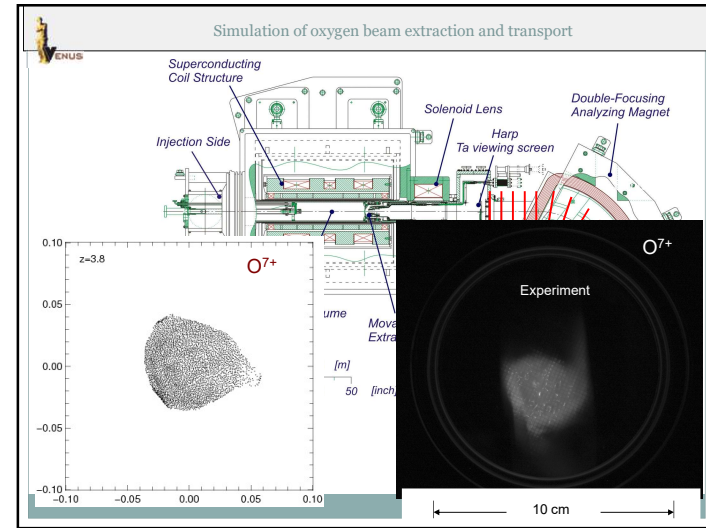 Simulation of oxygen beam extraction and transport
VENUS
Superconducting
Coil Structure
Injection Side
Solenoid Lens
Double-Focusing
Analyzing Magnet
Harp
Ta viewing screen
0.10
0.05
0.00
−0.05
−0.10
z=3.8
O7+
−0.10
−0.05
0.00
0.05
0.10
ume
Mova
Extra
[m]
50 [inch]
O7+
Experiment
10 cm